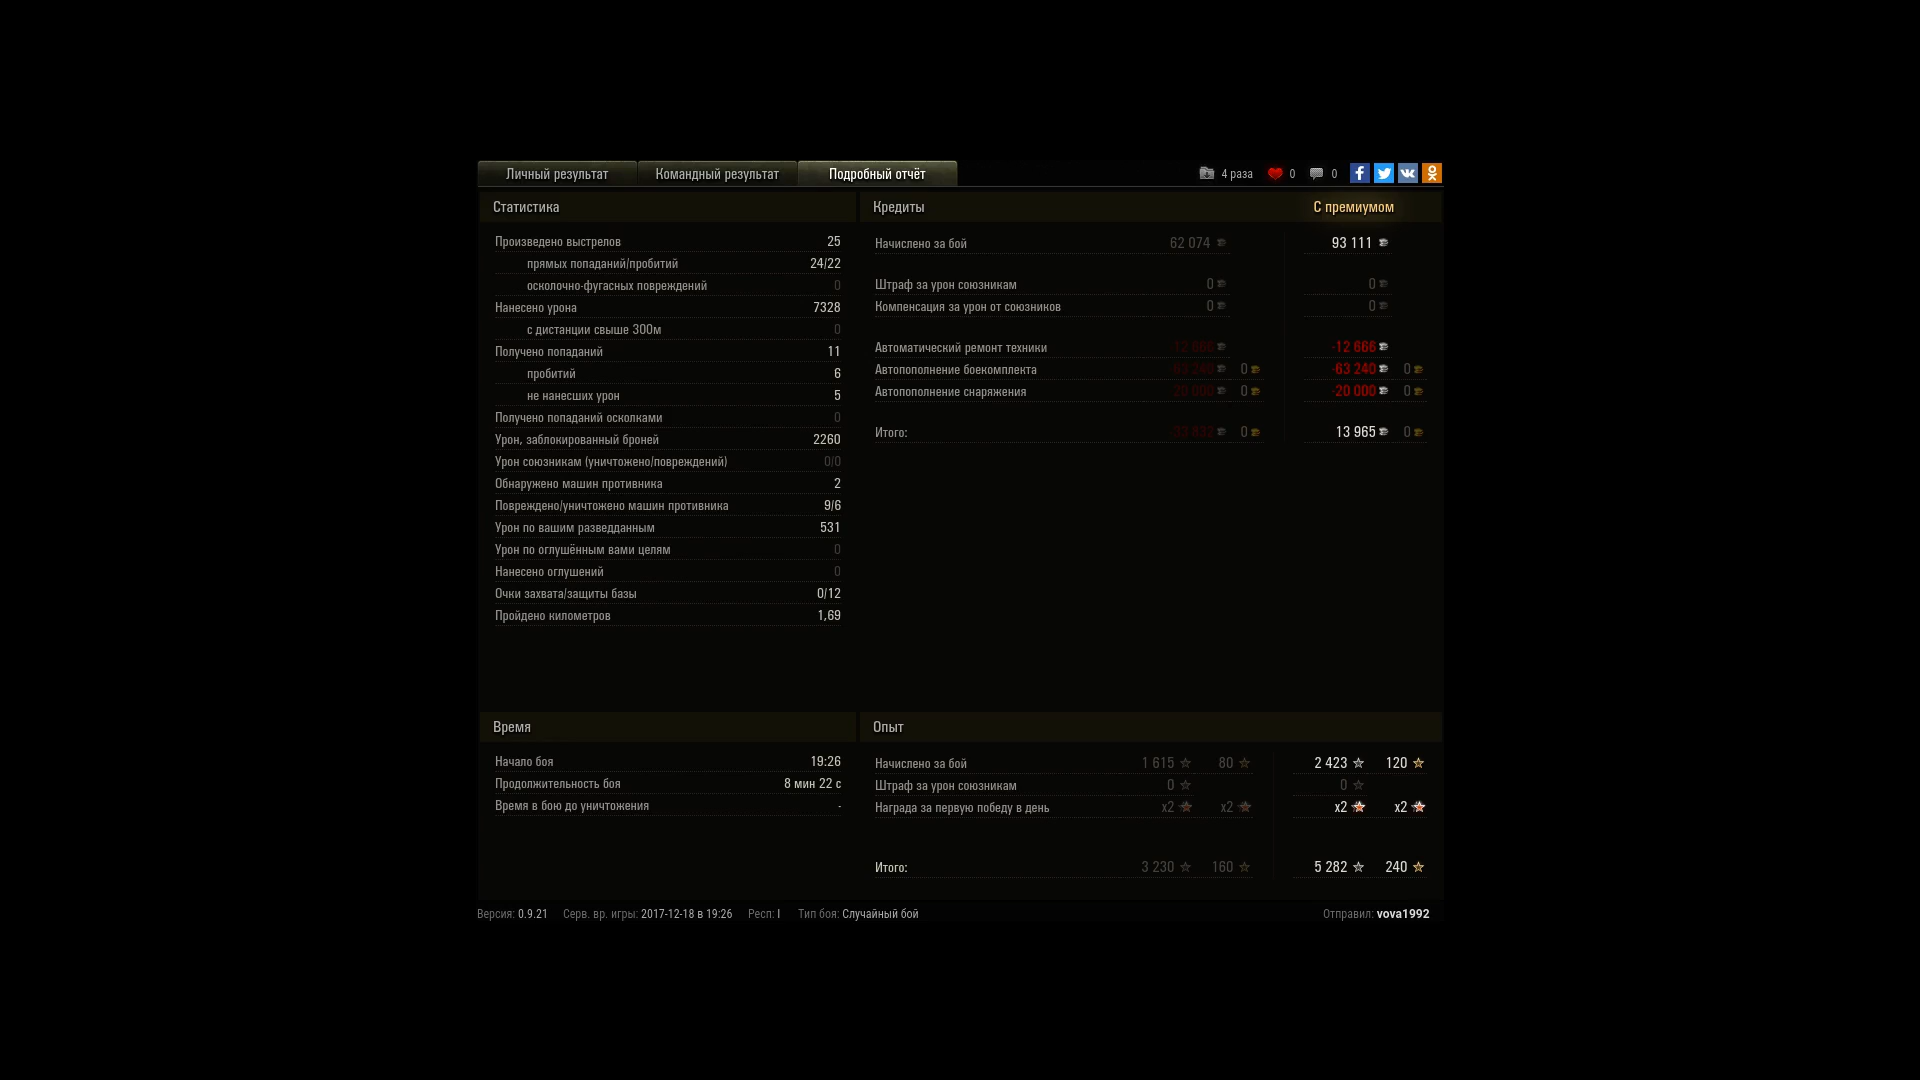 Личный результат Командный результат Подробный отчёт 4 раза 0 0
Статистика
Произведено выстрелов 25
прямых попаданий/пробитий 24/22
осколочно-фугасных повреждений 0
Нанесено урона 7328
с дистанции свыше 300м 0
Получено попаданий 11
пробитий 6
не нанесших урон 5
Получено попаданий осколками 0
Урон, заблокированный броней 2260
Урон союзникам (уничтожено/повреждений) 0/0
Обнаружено машин противника 2
Повреждено/уничтожено машин противника 9/6
Урон по вашим разведданным 531
Урон по оглушённым вами целям 0
Нанесено оглушений 0
Очки захвата/защиты базы 0/12
Пройдено километров 1,69
Кредиты С премиумом
Начислено за бой 62 074 93 111
Штраф за урон союзникам 0 0
Компенсация за урон от союзников 0 0
Автоматический ремонт техники -12 666 -12 666
Автопополнение боекомплекта -63 240 0 -63 240 0
Автопополнение снаряжения -20 000 0 -20 000 0
Итого: -33 832 0 13 965 0
Время
Начало боя 19:26
Продолжительность боя 8 мин 22 с
Время в бою до уничтожения -
Опыт
Начислено за бой 1 615 80 2 423 120
Штраф за урон союзникам 0 0
Награда за первую победу в день x2 x2 x2 x2
Итого: 3 230 160 5 282 240
Версия: 0.9.21 Серв. вр. игры: 2017-12-18 в 19:26 Респ: I Тип боя: Случайный бой Отправил: vova1992